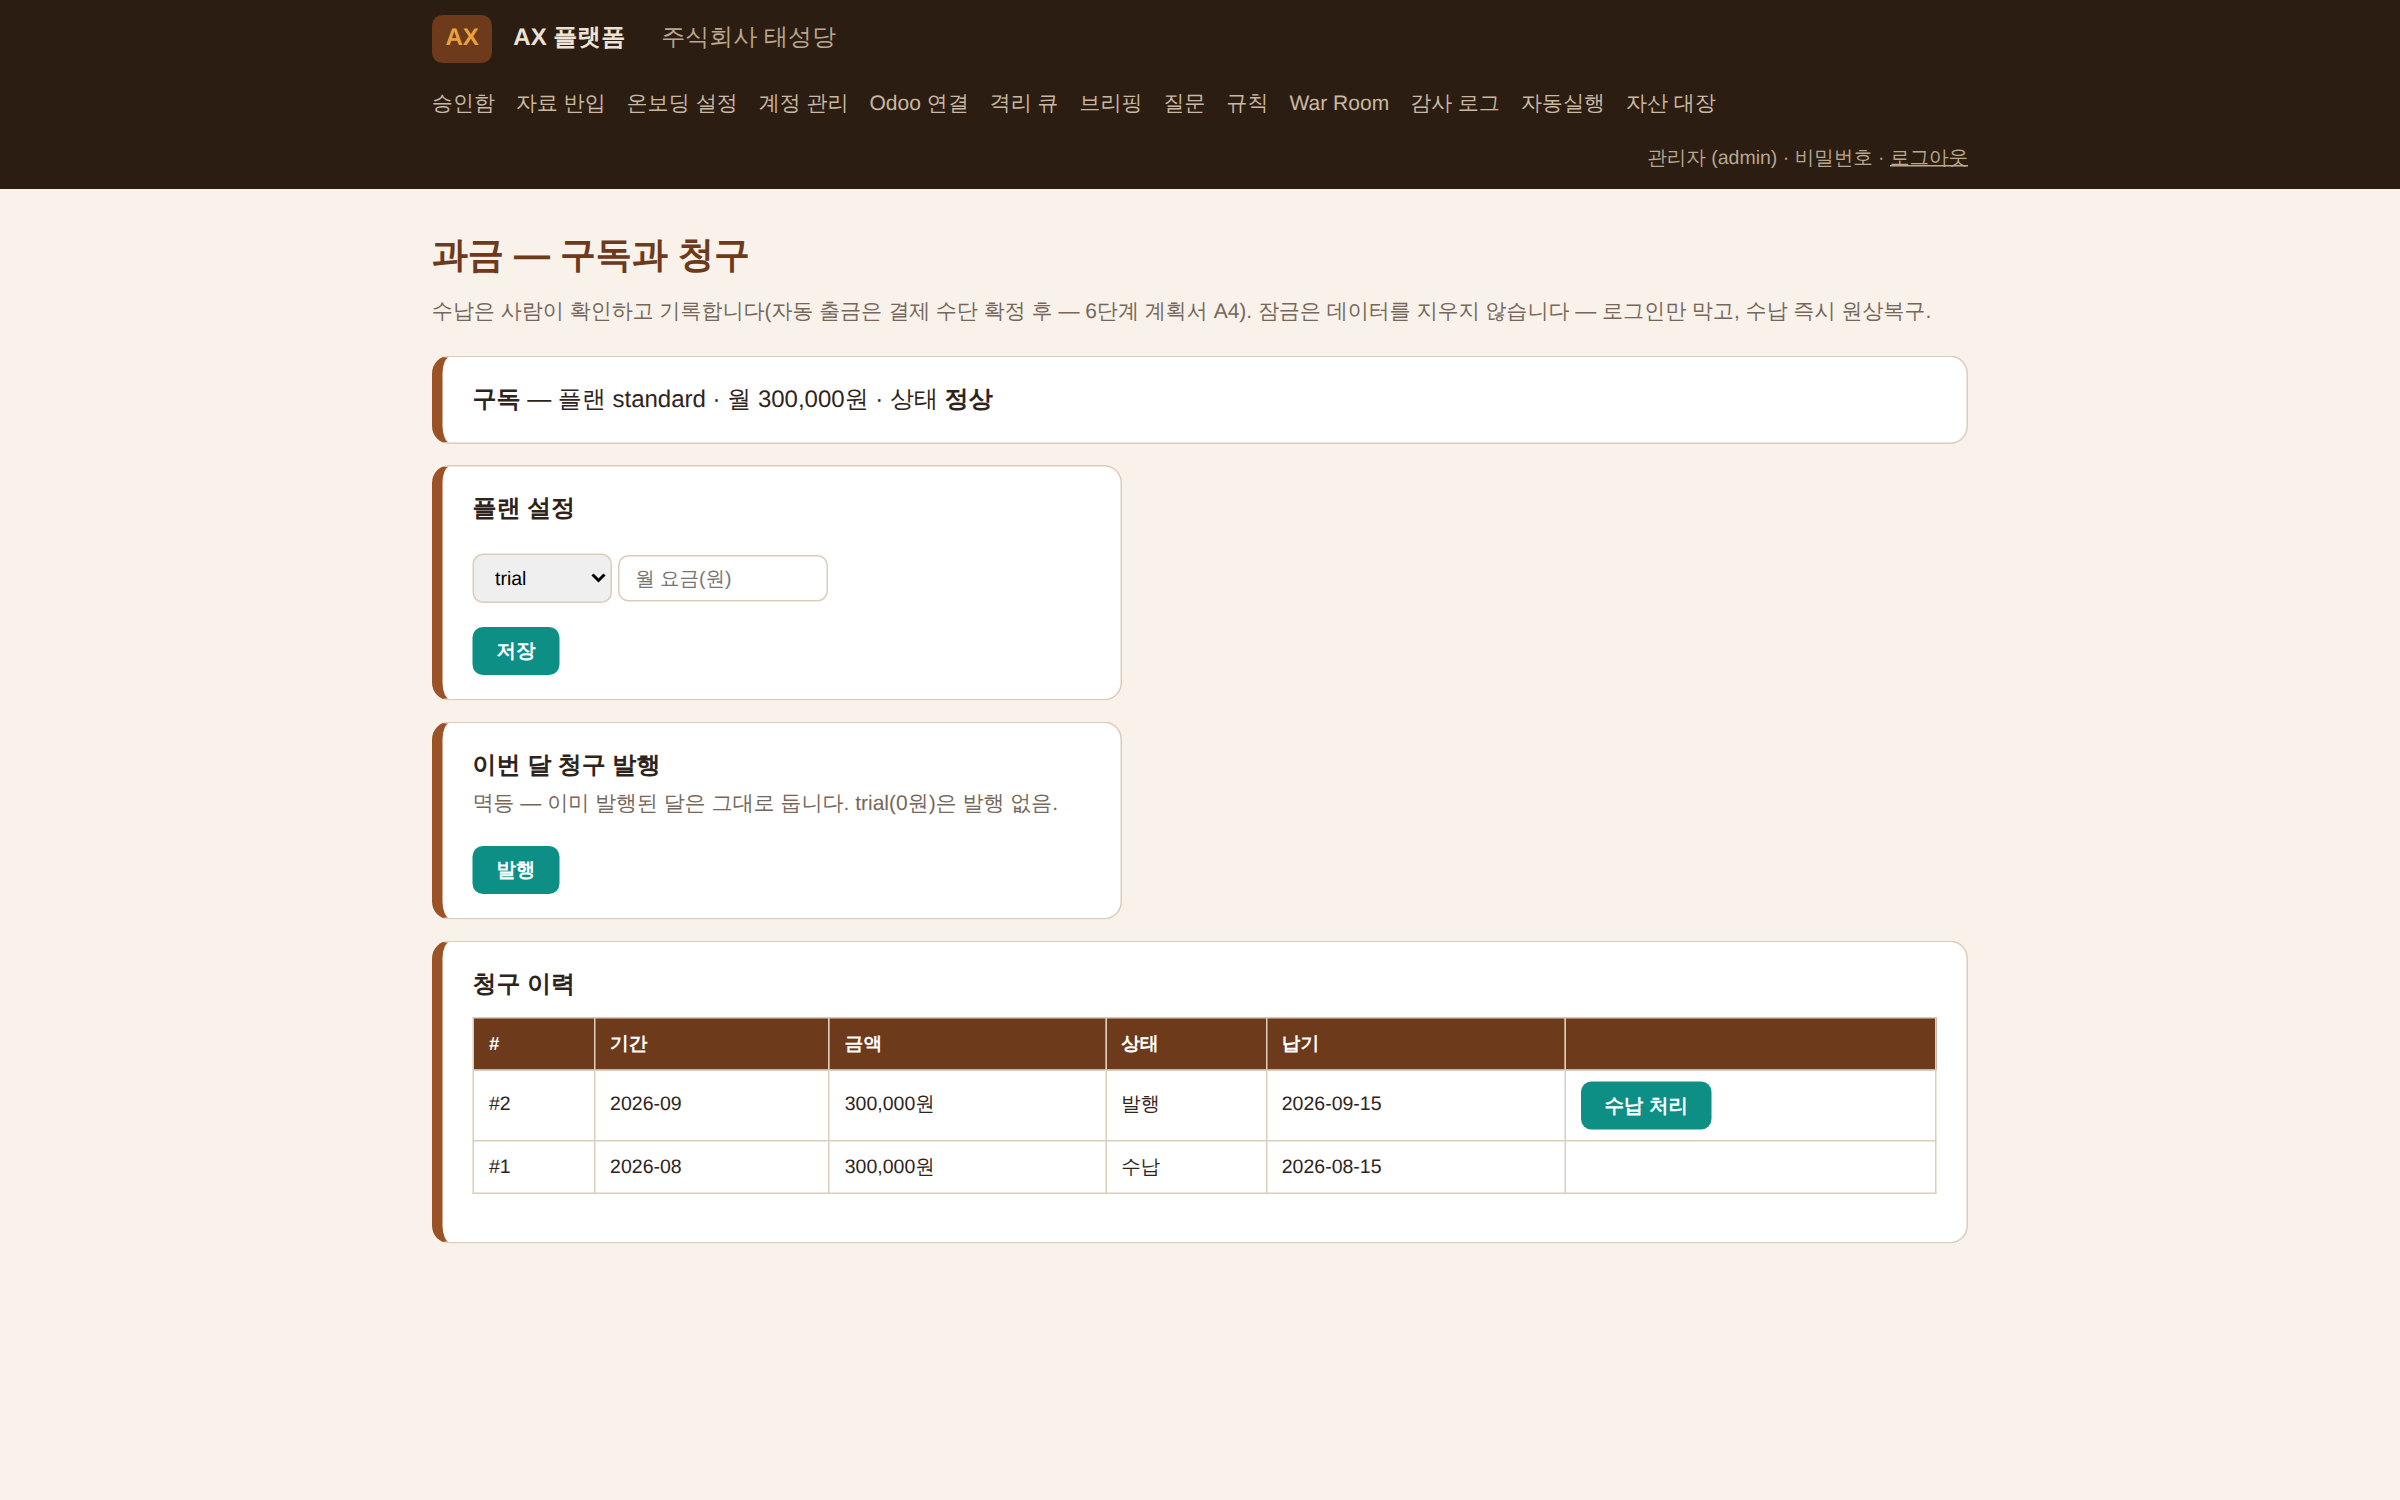 AX AX 플랫폼 주식회사 태성당
승인함 자료 반입 온보딩 설정 계정 관리 Odoo 연결 격리 큐 브리핑 질문 규칙 War Room 감사 로그 자동실행 자산 대장
관리자 (admin) · 비밀번호 · 로그아웃
과금 — 구독과 청구
수납은 사람이 확인하고 기록합니다(자동 출금은 결제 수단 확정 후 — 6단계 계획서 A4). 잠금은 데이터를 지우지 않습니다 — 로그인만 막고, 수납 즉시 원상복구.
구독 — 플랜 standard · 월 300,000원 · 상태 정상
플랜 설정
trial 월 요금(원)
저장
이번 달 청구 발행
멱등 — 이미 발행된 달은 그대로 둡니다. trial(0원)은 발행 없음.
발행
청구 이력
# 기간 금액 상태 납기
#2 2026-09 300,000원 발행 2026-09-15 수납 처리
#1 2026-08 300,000원 수납 2026-08-15